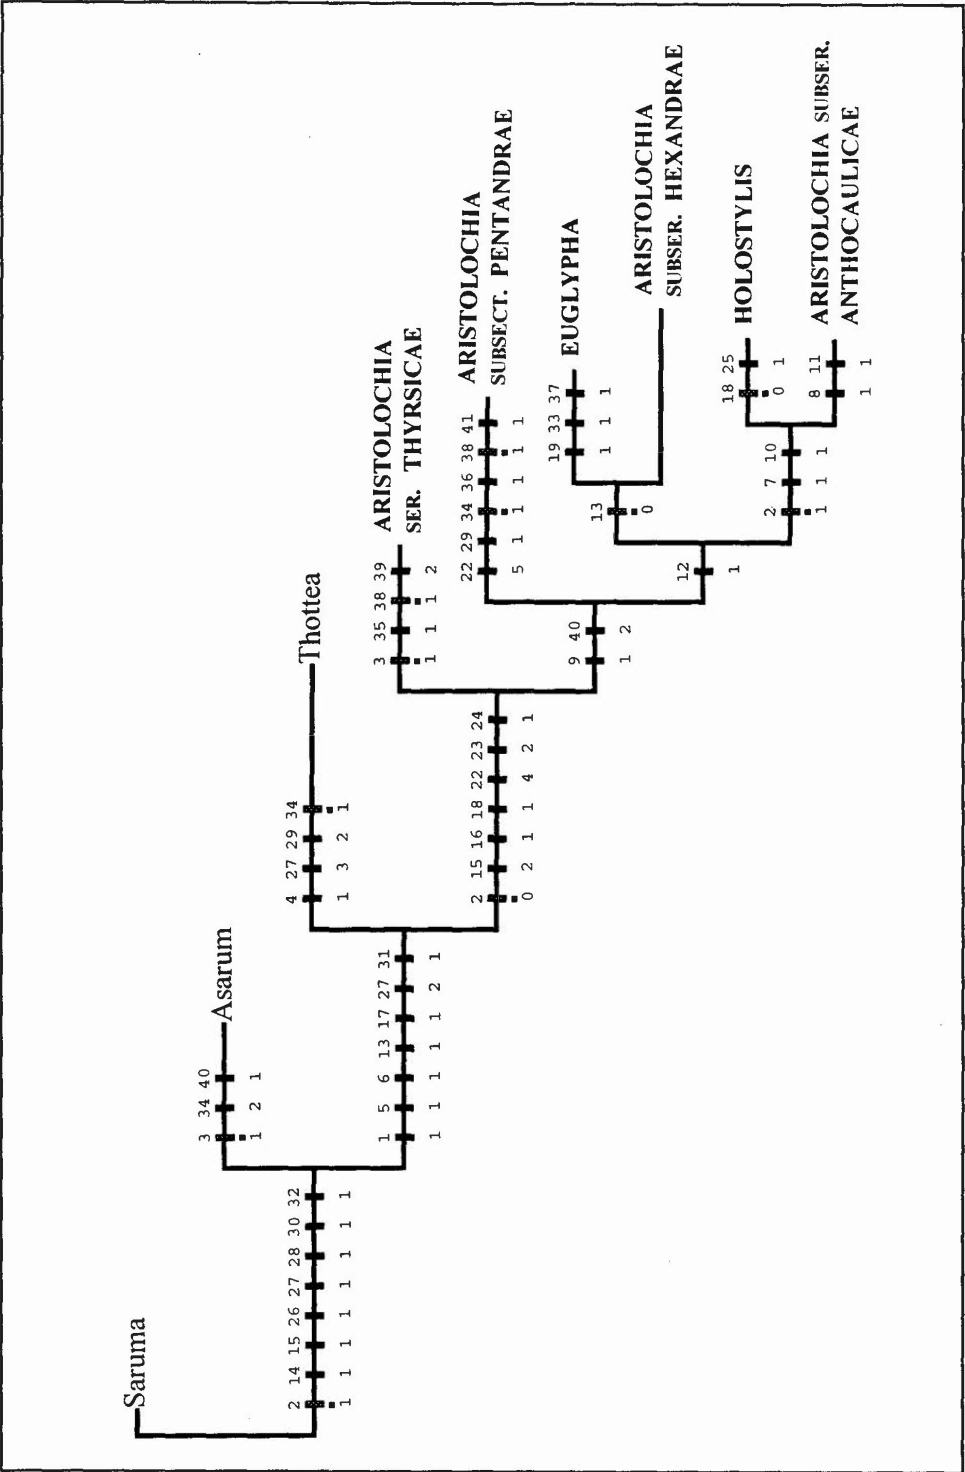 Saruma
2 14 15 26 27 28 30 32
1 1 1 1 1 1 1 1
Asarum
3 34 40
1 2 1
1 5 6 13 17 27 31
1 1 1 1 1 2 1
Thottea
4 27 29 34
1 3 2 1
2 15 16 18 22 23 24
0 2 1 1 4 2 1
ARISTOLOCHIA
SER. THYRSICAE
3 35 38 39
1 1 1 2
9 40
1 2
ARISTOLOCHIA
SUBSECT. PENTANDRAE
22 29 34 36 38 41
5 1 1 1 1 1
12
1
EUGLYPHA
19 33 37
1 1 1
13
0
ARISTOLOCHIA
SUBSER. HEXANDRAE
2 7 10
1 1 1
HOLOSTYLIS
18 25
0 1
ARISTOLOCHIA SUBSER.
ANTHOCAULICAE
8 11
1 1